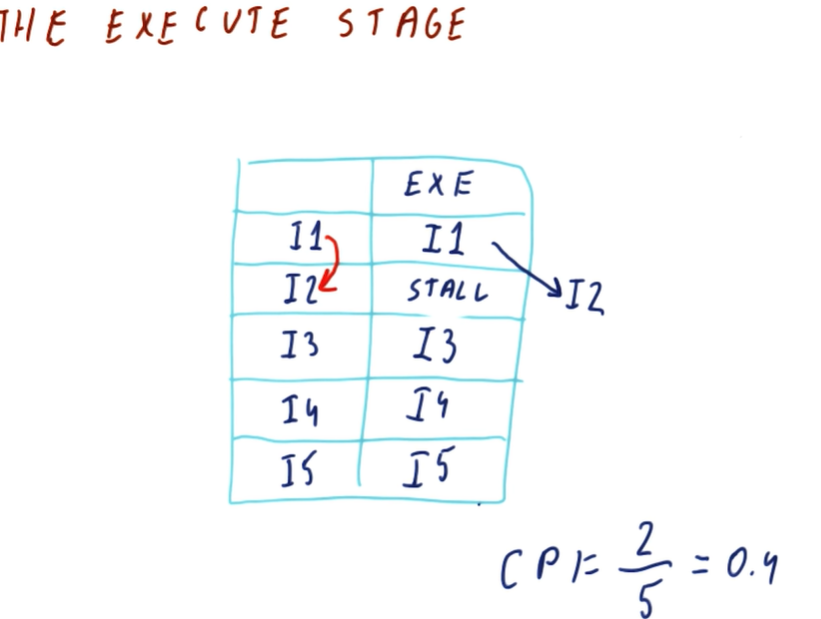 THE EXECUTE STAGE
EXE
I1 I1
I2 STALL I2
I3 I3
I4 I4
I5 I5
CPI = 2/5 = 0.4